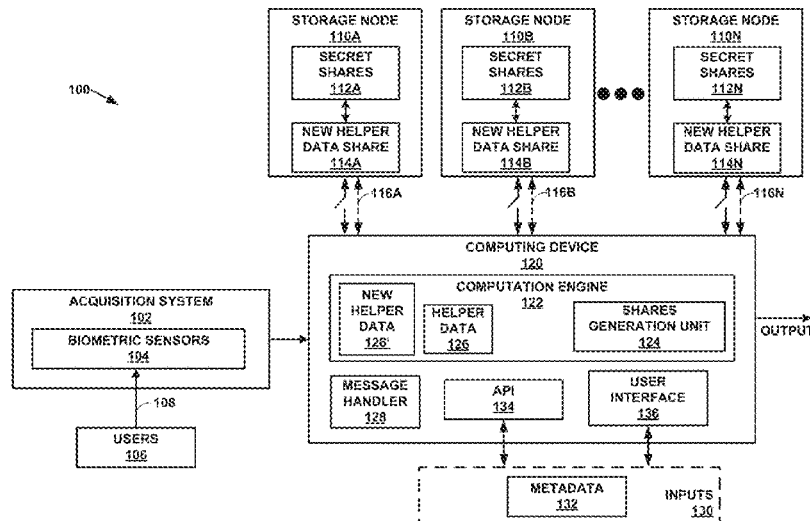 STORAGE NODE
110A
SECRET
SHARES
112A
NEW HELPER
DATA SHARE
114A
STORAGE NODE
110B
SECRET
SHARES
112B
NEW HELPER
DATA SHARE
114B
STORAGE NODE
110N
SECRET
SHARES
112N
NEW HELPER
DATA SHARE
114N
100
116A
116B
116N
COMPUTING DEVICE
120
COMPUTATION ENGINE
122
NEW
HELPER
DATA
126'
HELPER
DATA
126
SHARES
GENERATION UNIT
124
OUTPUT
ACQUISITION SYSTEM
102
BIOMETRIC SENSORS
104
108
USERS
106
MESSAGE
HANDLER
128
API
134
USER
INTERFACE
136
METADATA
132
INPUTS
130